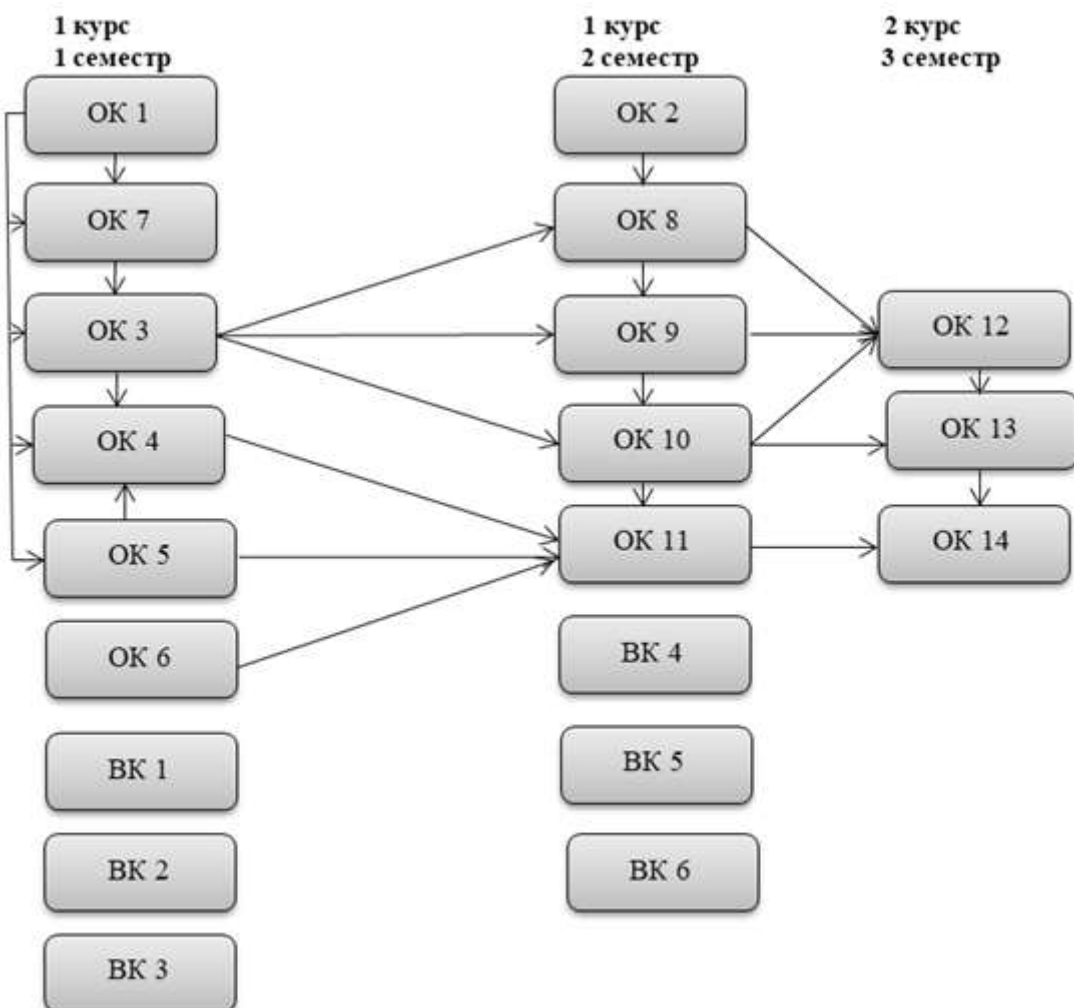 1 курс
1 семестр
ОК 1
ОК 7
ОК 3
ОК 4
ОК 5
ОК 6
ВК 1
ВК 2
ВК 3
1 курс
2 семестр
ОК 2
ОК 8
ОК 9
ОК 10
ОК 11
ВК 4
ВК 5
ВК 6
2 курс
3 семестр
ОК 12
ОК 13
ОК 14